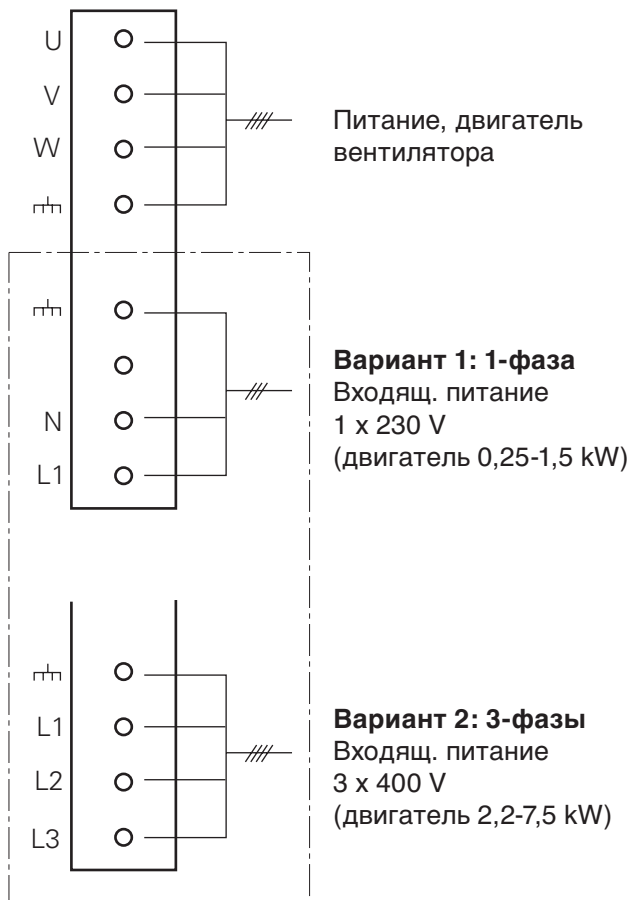 U
V
W
Питание, двигатель
вентилятора
N
L1
Вариант 1: 1-фаза
Входящ. питание
1 x 230 V
(двигатель 0,25-1,5 kW)
L1
L2
L3
Вариант 2: 3-фазы
Входящ. питание
3 x 400 V
(двигатель 2,2-7,5 kW)